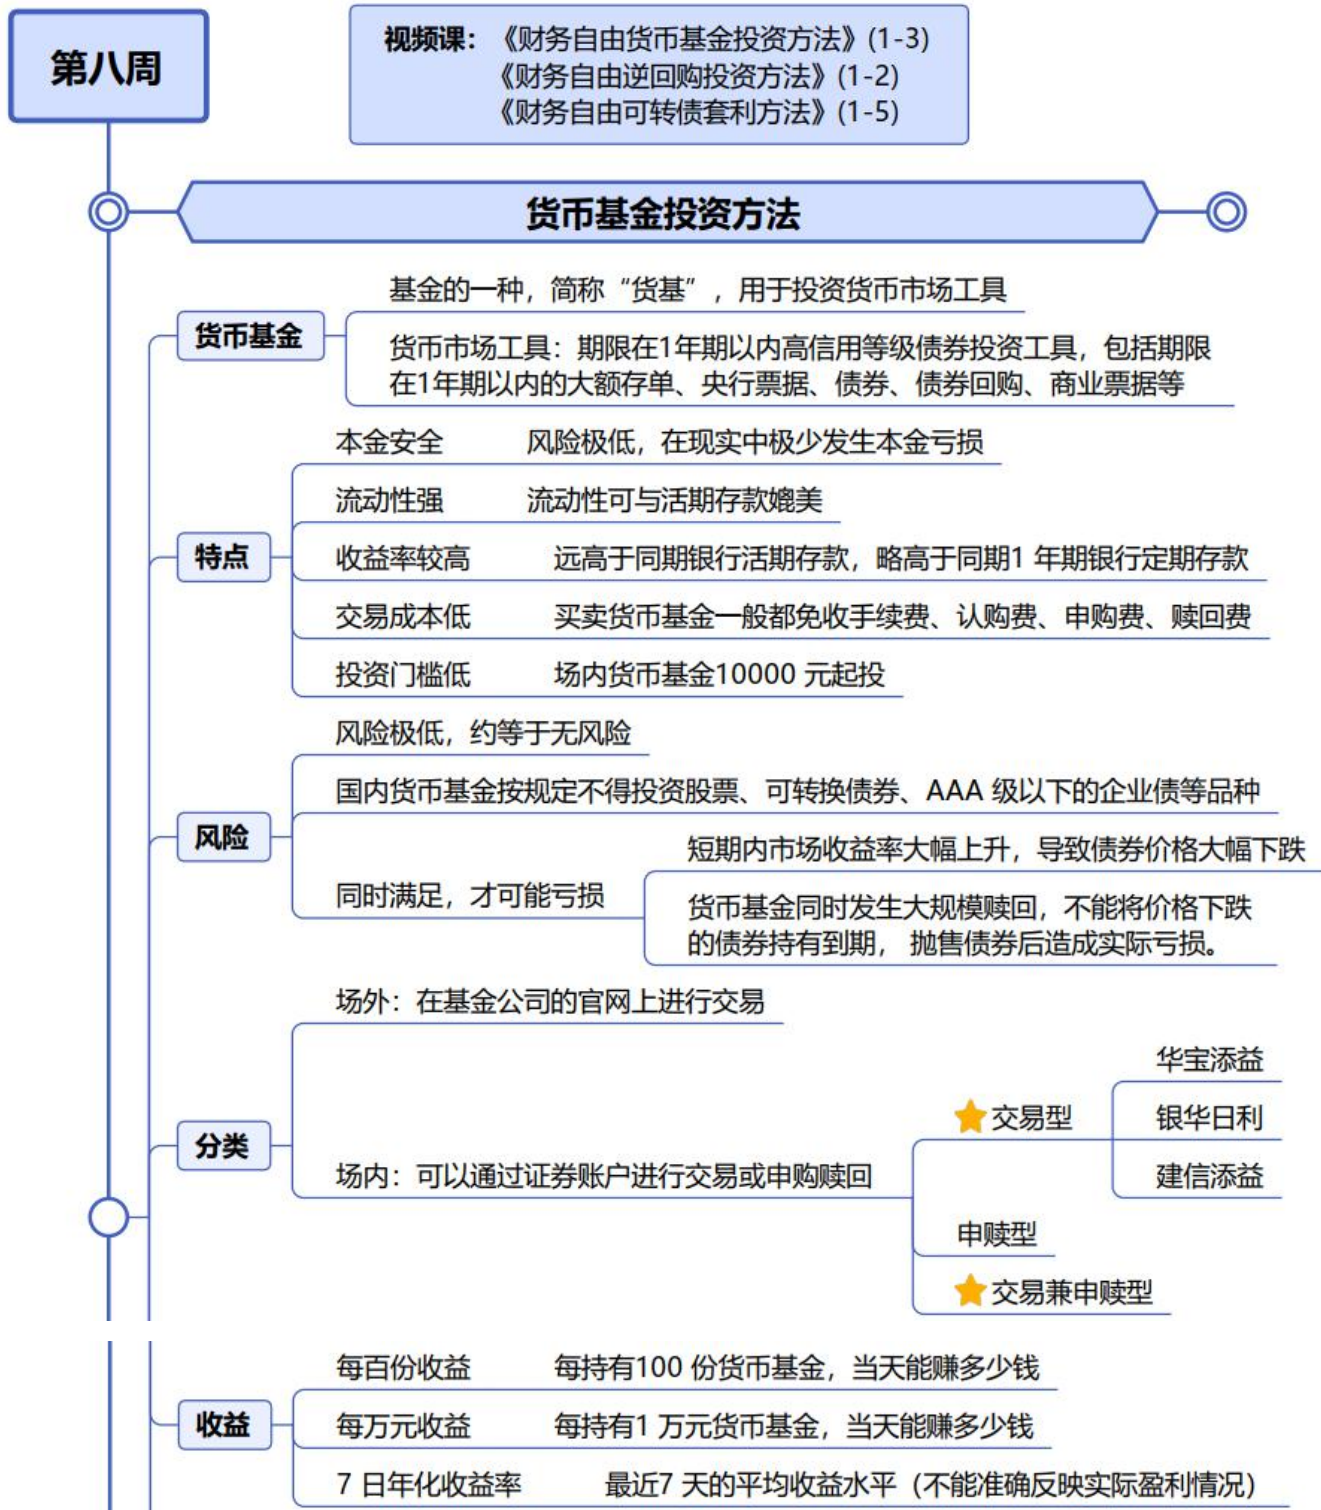 第八周
视频课：《财务自由货币基金投资方法》(1-3)
《财务自由逆回购投资方法》(1-2)
《财务自由可转债套利方法》(1-5)
货币基金投资方法
货币基金
基金的一种，简称“货基”，用于投资货币市场工具
货币市场工具：期限在1年期以内高信用等级债券投资工具，包括期限
在1年期以内的大额存单、央行票据、债券、债券回购、商业票据等
特点
本金安全 风险极低，在现实中极少发生本金亏损
流动性强 流动性可与活期存款媲美
收益率较高 远高于同期银行活期存款，略高于同期1 年期银行定期存款
交易成本低 买卖货币基金一般都免收手续费、认购费、申购费、赎回费
投资门槛低 场内货币基金10000 元起投
风险
风险极低，约等于无风险
国内货币基金按规定不得投资股票、可转换债券、AAA 级以下的企业债等品种
同时满足，才可能亏损
短期内市场收益率大幅上升，导致债券价格大幅下跌
货币基金同时发生大规模赎回，不能将价格下跌
的债券持有到期， 抛售债券后造成实际亏损。
分类
场外：在基金公司的官网上进行交易
场内：可以通过证券账户进行交易或申购赎回
交易型
华宝添益
银华日利
建信添益
申赎型
交易兼申赎型
收益
每百份收益 每持有100 份货币基金，当天能赚多少钱
每万元收益 每持有1 万元货币基金，当天能赚多少钱
7 日年化收益率 最近7 天的平均收益水平（不能准确反映实际盈利情况）